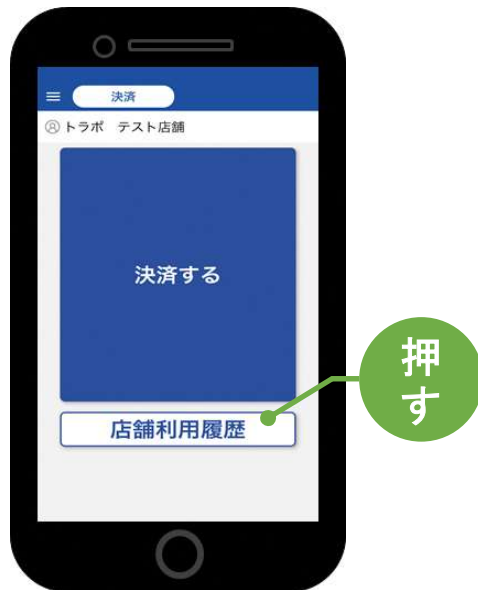 決済
トラポ テスト店舗
決済する
店舗利用履歴
押
す